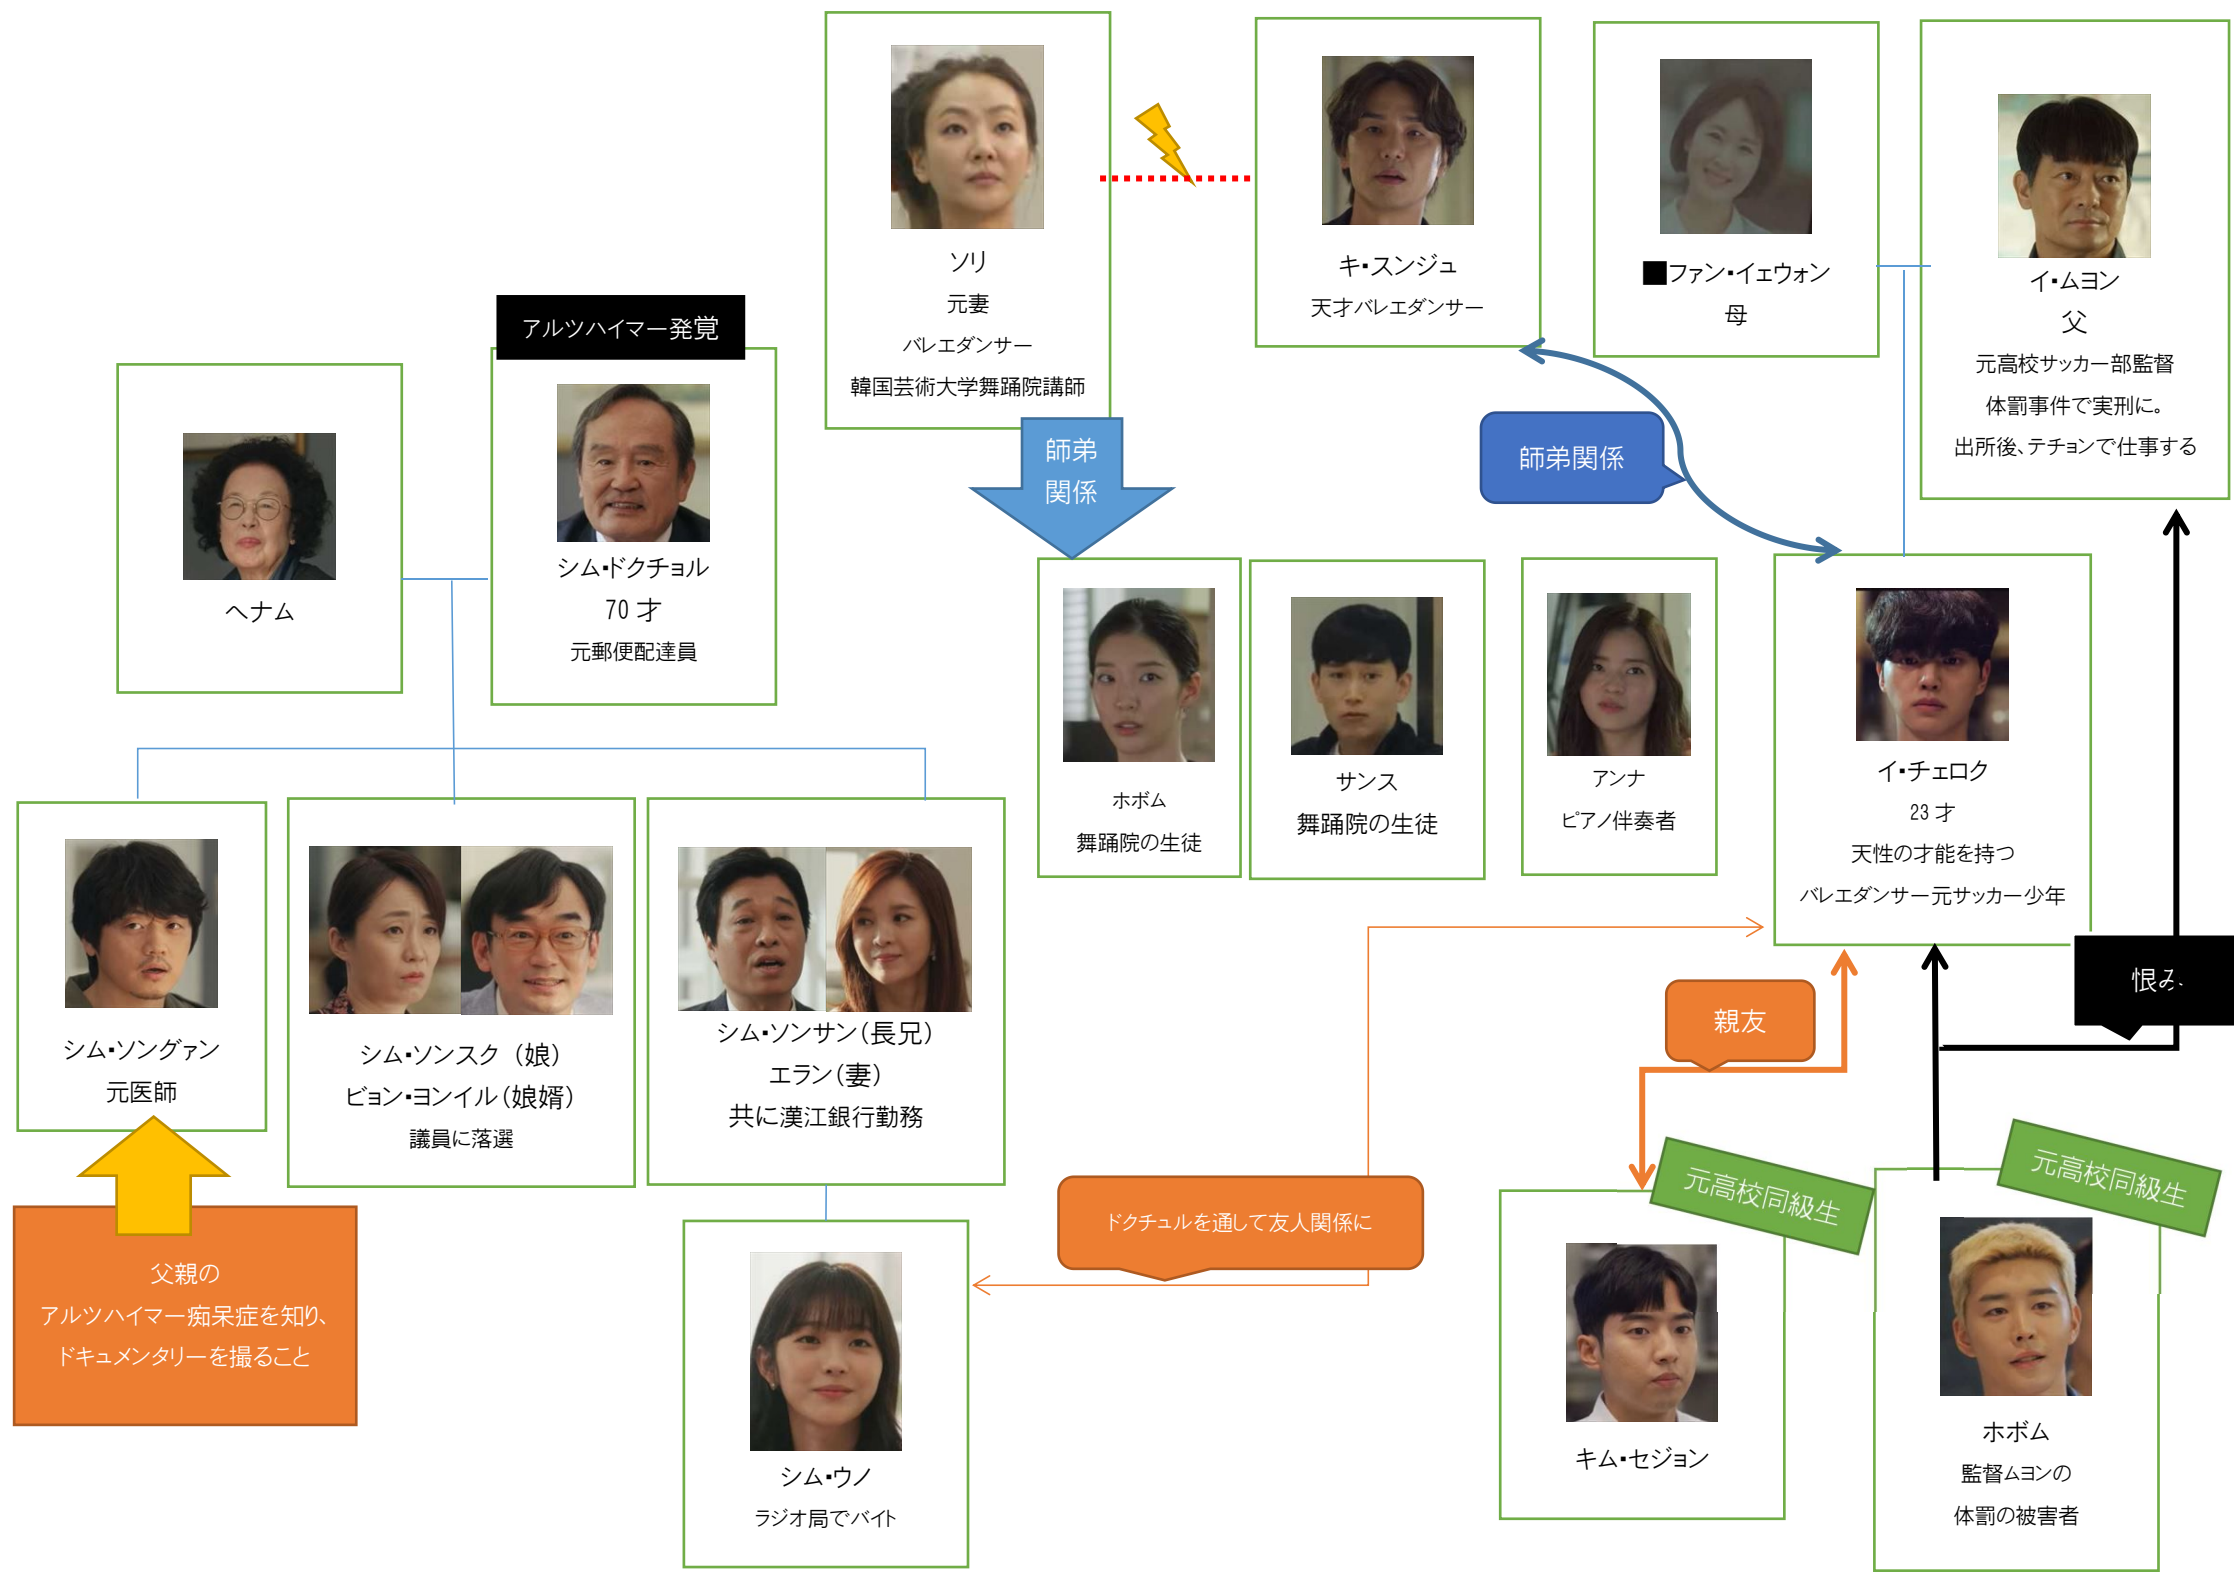 ソリ
元妻
バレエダンサー
韓国芸術大学舞踊院講師
キ・スンジュ
天才バレエダンサー
■ファン・イェウォン
母
イ・ムヨン
父
元高校サッカー部監督
体罰事件で実刑に。
出所後、テチョンで仕事する
アルツハイマー発覚
ヘナム
シム・ドクチョル
70 才
元郵便配達員
師弟
関係
師弟関係
ホボム
舞踊院の生徒
サンス
舞踊院の生徒
アンナ
ピアノ伴奏者
イ・チェロク
23 才
天性の才能を持つ
バレエダンサー元サッカー少年
シム・ソングァン
元医師
シム・ソンスク (娘)
ビョン・ヨンイル (娘婿)
議員に落選
シム・ソンサン (長兄)
エラン (妻)
共に漢江銀行勤務
恨み、
親友
父親の
アルツハイマー痴呆症を知り、
ドキュメンタリーを撮ること
ドクチュルを通して友人関係に
元高校同級生
元高校同級生
シム・ウノ
ラジオ局でバイト
キム・セジョン
ホボム
監督ムヨンの
体罰の被害者